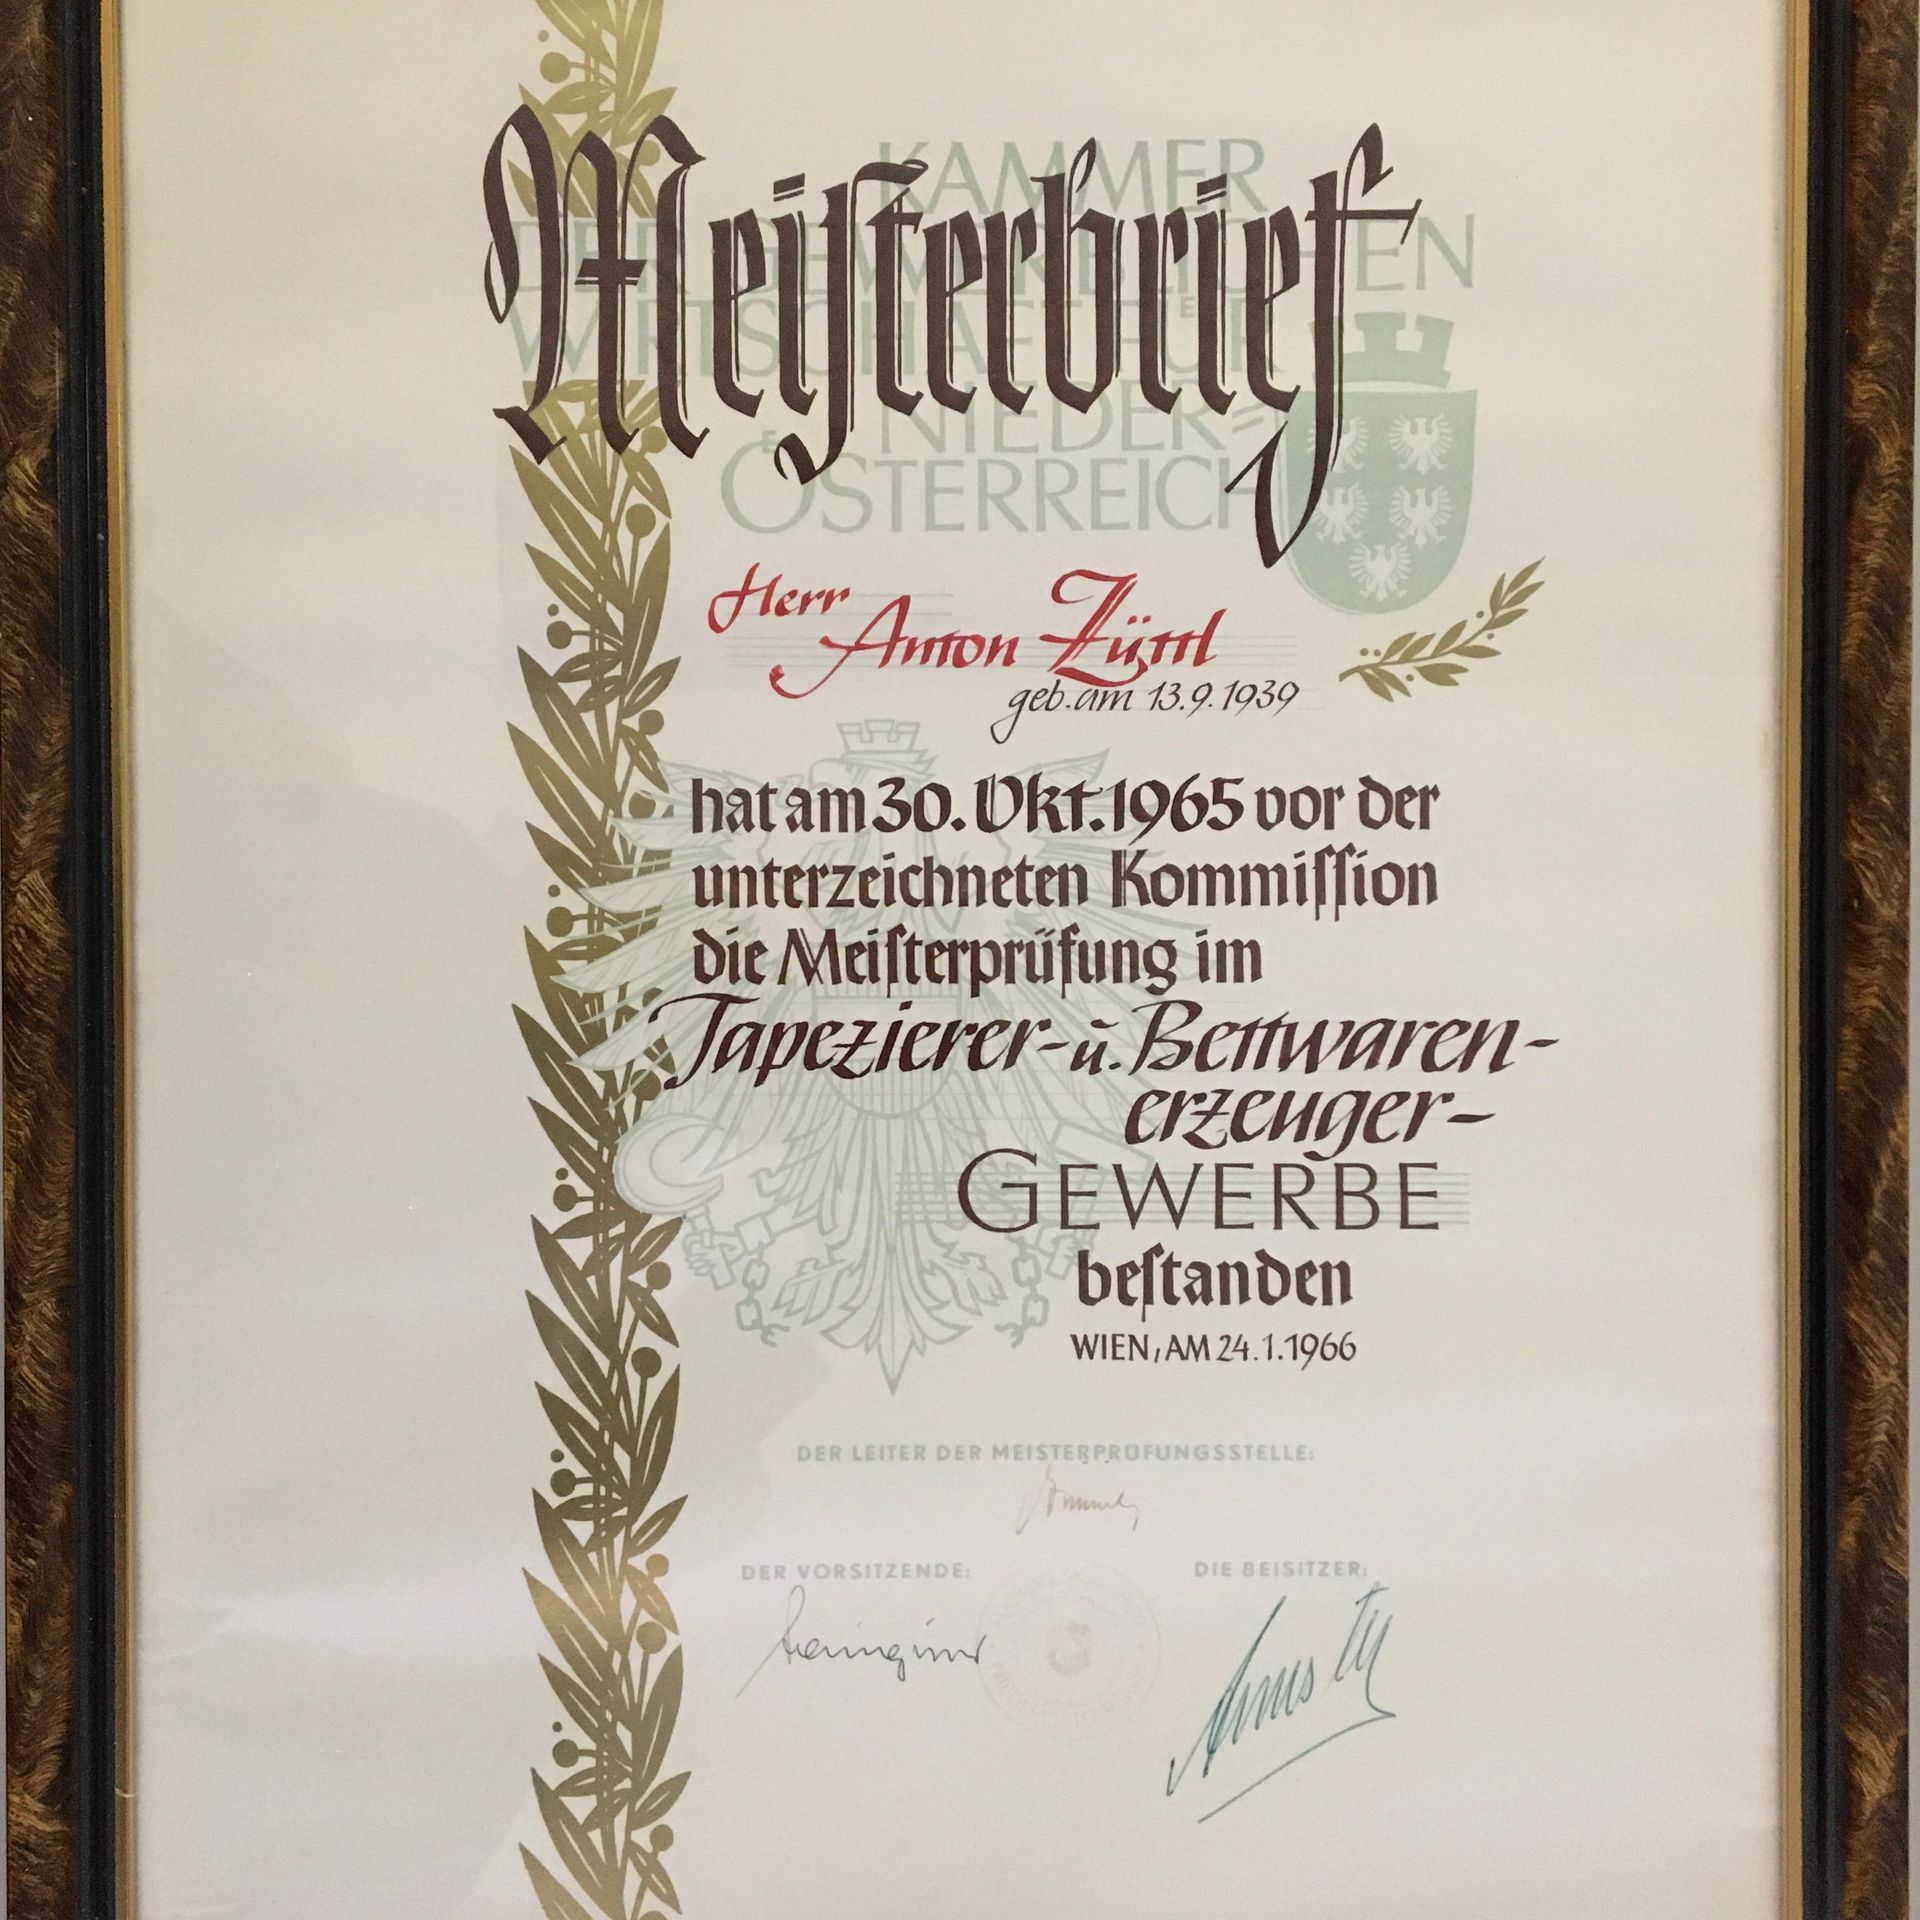 Meiſterbrief
KAMMER
DER GEWERBLICHEN
WIRTSCHAFT FÜR
NIEDER=
ÖSTERREICH
Herr
Anton Züttl
geb. am 13.9.1939
hat am 30. Okt. 1965 vor der
unterzeichneten Kommiſſion
die Meiſterprüfung im
Tapezierer- u. Bettwaren-
erzeuger-
GEWERBE
beſtanden
WIEN, AM 24.1.1966
DER LEITER DER MEISTERPRÜFUNGSSTELLE:
DER VORSITZENDE:
DIE BEISITZER: